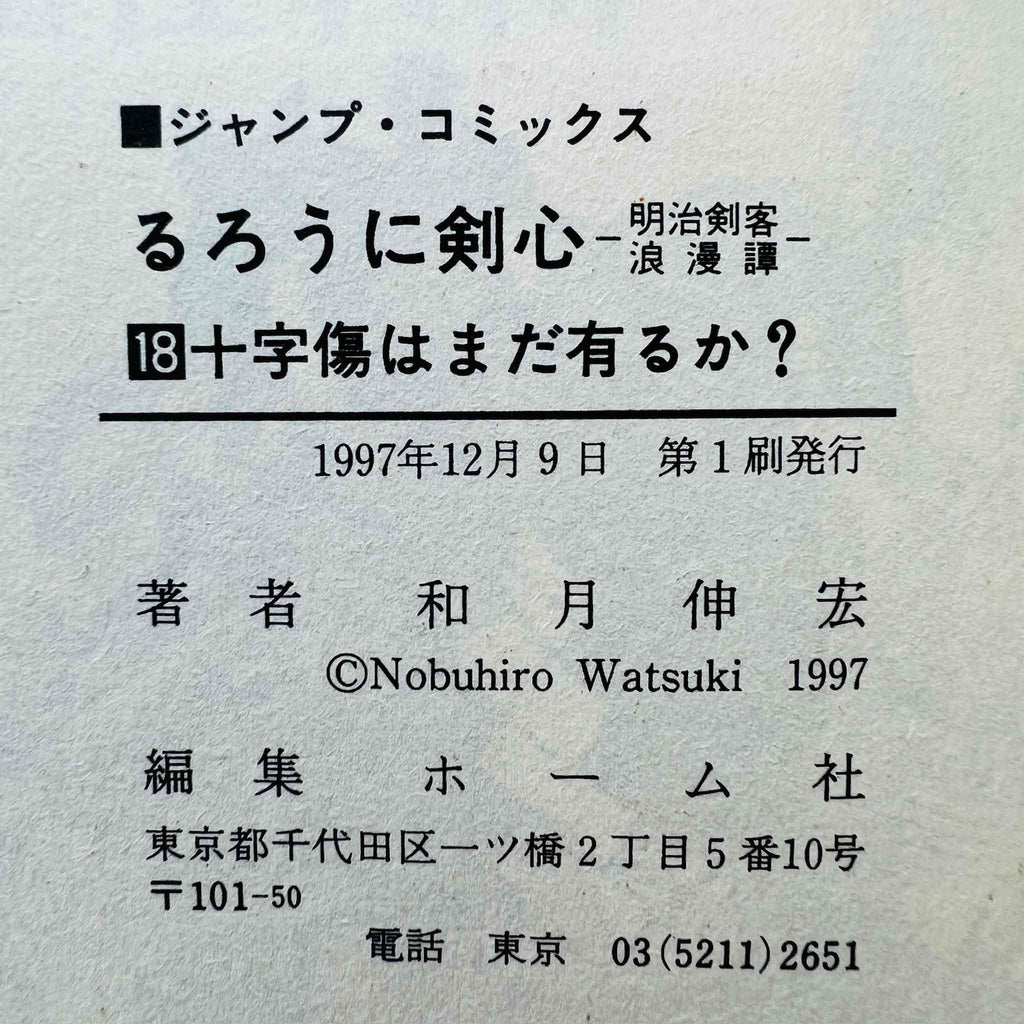 ■ジャンプ・コミックス
るろうに剣心−明治剣客浪漫譚−
18十字傷はまだ有るか?
1997年12月9日 第1刷発行
著者 和月伸宏
©Nobuhiro Watsuki 1997
編集 ホーム社
東京都千代田区一ツ橋2丁目5番10号
〒101-50
電話 東京 03(5211)2651